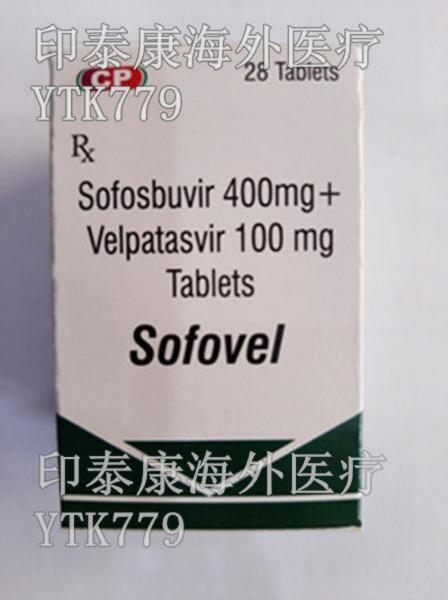 印泰康海外医疗
YTK779
CP
28 Tablets
Rx
Sofosbuvir 400mg+
Velpatasvir 100 mg
Tablets
Sofovel
印泰康海外医疗
YTK779